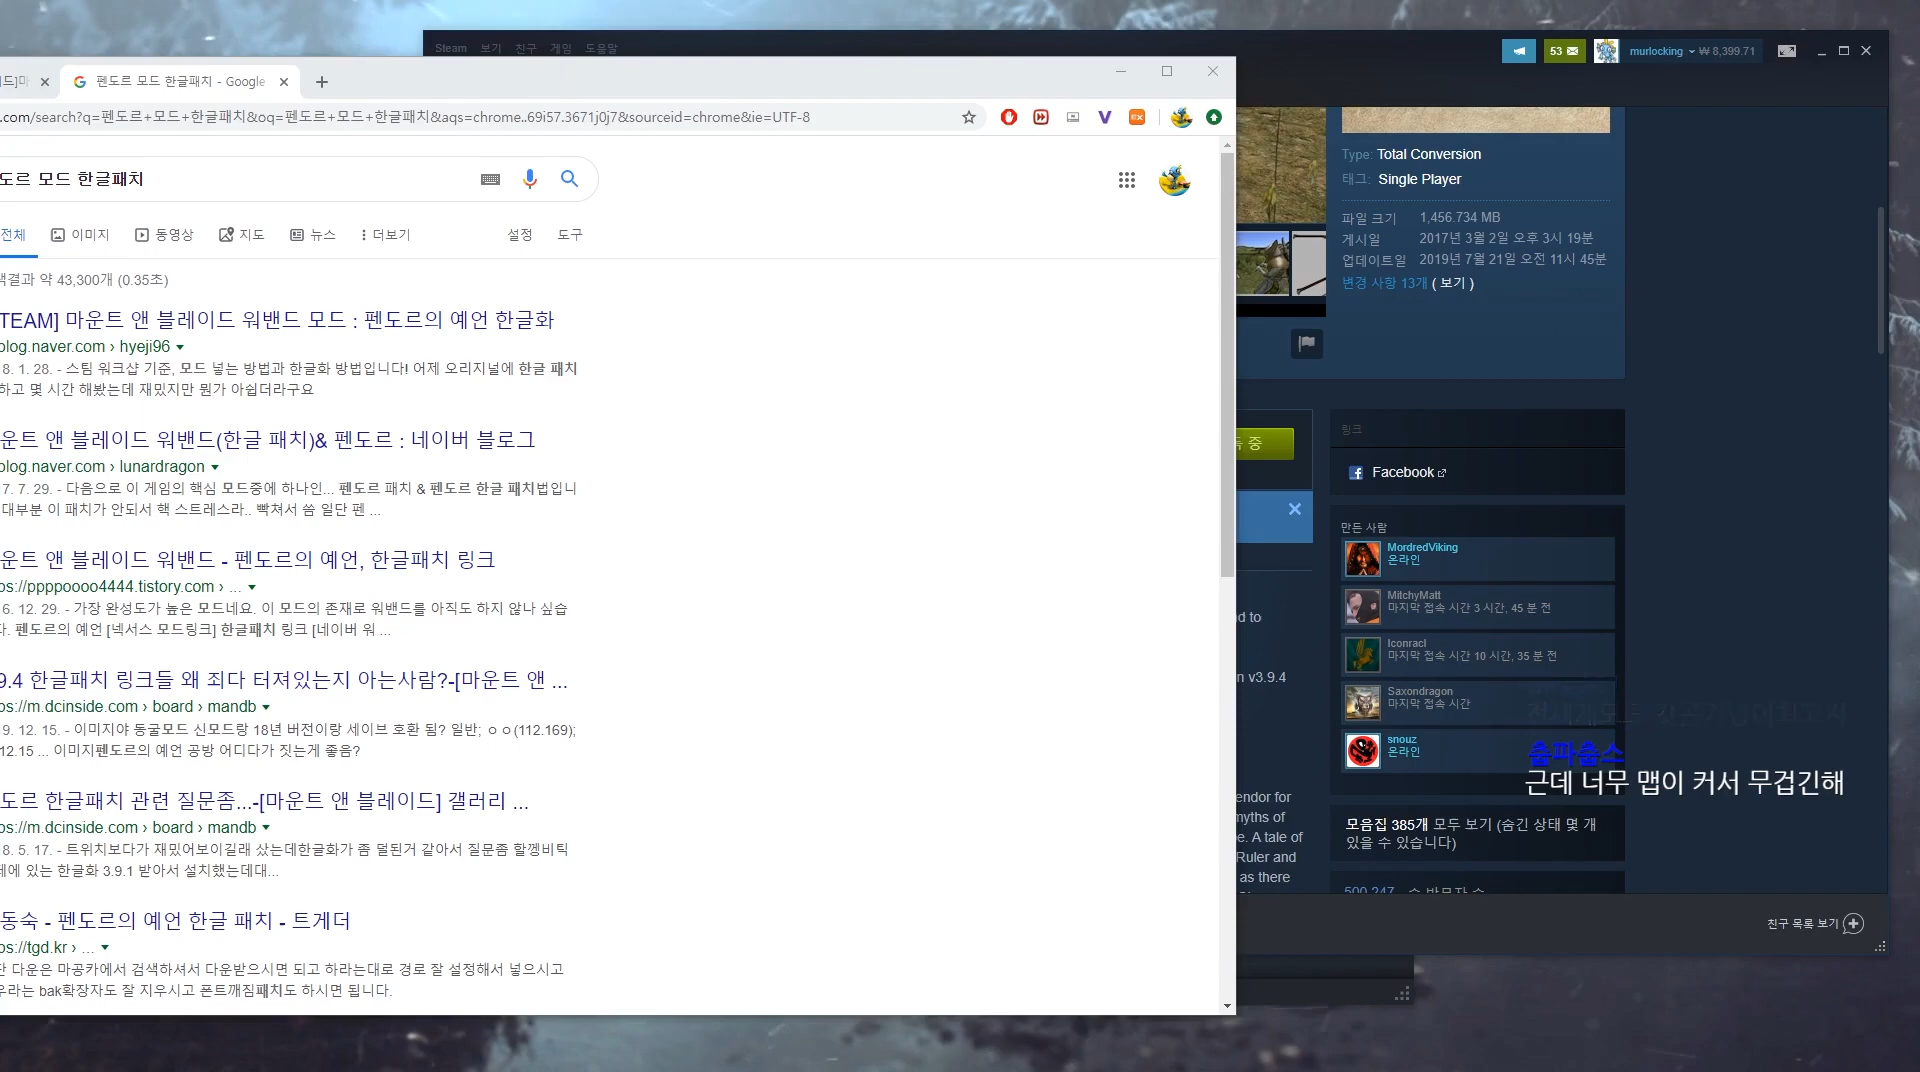 Steam 보기 친구 게임 도움말
53
murlocking ₩ 8,399.71
펜도르 모드 한글패치 - Google
.com/search?q=펜도르+모드+한글패치&oq=펜도르+모드+한글패치&aqs=chrome..69i57.3671j0j7&sourceid=chrome&ie=UTF-8
도르 모드 한글패치
전체 이미지 동영상 지도 뉴스 더보기 설정 도구
색결과 약 43,300개 (0.35초)
TEAM] 마운트 앤 블레이드 워밴드 모드 : 펜도르의 예언 한글화
blog.naver.com › hyeji96
8. 1. 28. - 스팀 워크샵 기준, 모드 넣는 방법과 한글화 방법입니다! 어제 오리지널에 한글 패치
하고 몇 시간 해봤는데 재밌지만 뭔가 아쉽더라구요
운트 앤 블레이드 워밴드(한글 패치)& 펜도르 : 네이버 블로그
blog.naver.com › lunardragon
7. 7. 29. - 다음으로 이 게임의 핵심 모드중에 하나인... 펜도르 패치 & 펜도르 한글 패치법입니
대부분 이 패치가 안되서 핵 스트레스라.. 빡쳐서 씀 일단 펜 ...
운트 앤 블레이드 워밴드 - 펜도르의 예언, 한글패치 링크
ps://ppppoooo4444.tistory.com › ...
6. 12. 29. - 가장 완성도가 높은 모드네요. 이 모드의 존재로 워밴드를 아직도 하지 않나 싶습
다. 펜도르의 예언 [넥서스 모드링크] 한글패치 링크 [네이버 워 ...
9.4 한글패치 링크들 왜 죄다 터져있는지 아는사람?-[마운트 앤 ...
ps://m.dcinside.com › board › mandb
9. 12. 15. - 이미지야 동굴모드 신모드랑 18년 버전이랑 세이브 호환 됨? 일반; ㅇㅇ(112.169);
12.15 ... 이미지펜도르의 예언 공방 어디다가 짓는게 좋음?
도르 한글패치 관련 질문좀...-[마운트 앤 블레이드] 갤러리 ...
ps://m.dcinside.com › board › mandb
8. 5. 17. - 트위치보다가 재밌어보이길래 샀는데한글화가 좀 덜된거 같아서 질문좀 할껭비틱
페에 있는 한글화 3.9.1 받아서 설치했는데대...
동숙 - 펜도르의 예언 한글 패치 - 트게더
ps://tgd.kr › ...
단 다운은 마공카에서 검색하셔서 다운받으시면 되고 하라는대로 경로 잘 설정해서 넣으시고
우라는 bak확장자도 잘 지우시고 폰트깨짐패치도 하시면 됩니다.
Type: Total Conversion
태그: Single Player
파일 크기 1,456.734 MB
게시일 2017년 3월 2일 오후 3시 19분
업데이트일 2019년 7월 21일 오전 11시 45분
변경 사항 13개 ( 보기 )
독 중
nd to
n v3.9.4
endor for
myths of
e. A tale of
Ruler and
as there
링크
Facebook
만든 사람
MordredViking
온라인
MitchyMatt
마지막 접속 시간 3 시간, 45 분 전
Iconracl
마지막 접속 시간 10 시간, 35 분 전
Saxondragon
마지막 접속 시간
snouz
온라인
춤파춤스
근데 너무 맵이 커서 무겁긴해
모음집 385개 모두 보기 (숨긴 상태 몇 개
있을 수 있습니다)
500,247
친구 목록 보기